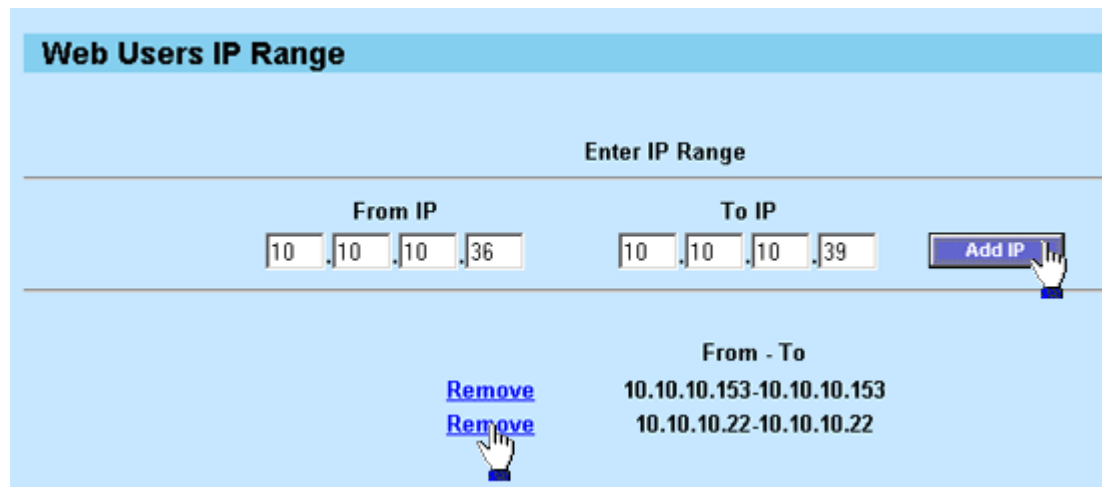 Web Users IP Range
Enter IP Range
From IP To IP
10 . 10 . 10 . 36 10 . 10 . 10 . 39 Add IP
From - To
Remove 10.10.10.153-10.10.10.153
Remove 10.10.10.22-10.10.10.22